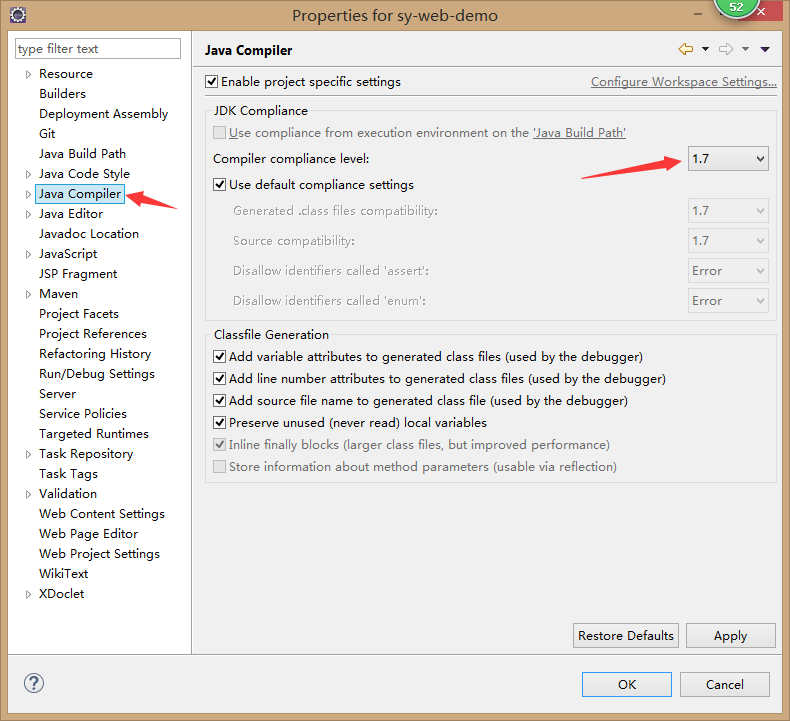 Properties for sy-web-demo
52
type filter text
Resource
Builders
Deployment Assembly
Git
Java Build Path
Java Code Style
Java Compiler
Java Editor
Javadoc Location
JavaScript
JSP Fragment
Maven
Project Facets
Project References
Refactoring History
Run/Debug Settings
Server
Service Policies
Targeted Runtimes
Task Repository
Task Tags
Validation
Web Content Settings
Web Page Editor
Web Project Settings
WikiText
XDoclet
Java Compiler
Enable project specific settings
Configure Workspace Settings...
JDK Compliance
Use compliance from execution environment on the 'Java Build Path'
Compiler compliance level: 1.7
Use default compliance settings
Generated .class files compatibility: 1.7
Source compatibility: 1.7
Disallow identifiers called 'assert': Error
Disallow identifiers called 'enum': Error
Classfile Generation
Add variable attributes to generated class files (used by the debugger)
Add line number attributes to generated class files (used by the debugger)
Add source file name to generated class file (used by the debugger)
Preserve unused (never read) local variables
Inline finally blocks (larger class files, but improved performance)
Store information about method parameters (usable via reflection)
Restore Defaults
Apply
?
OK
Cancel